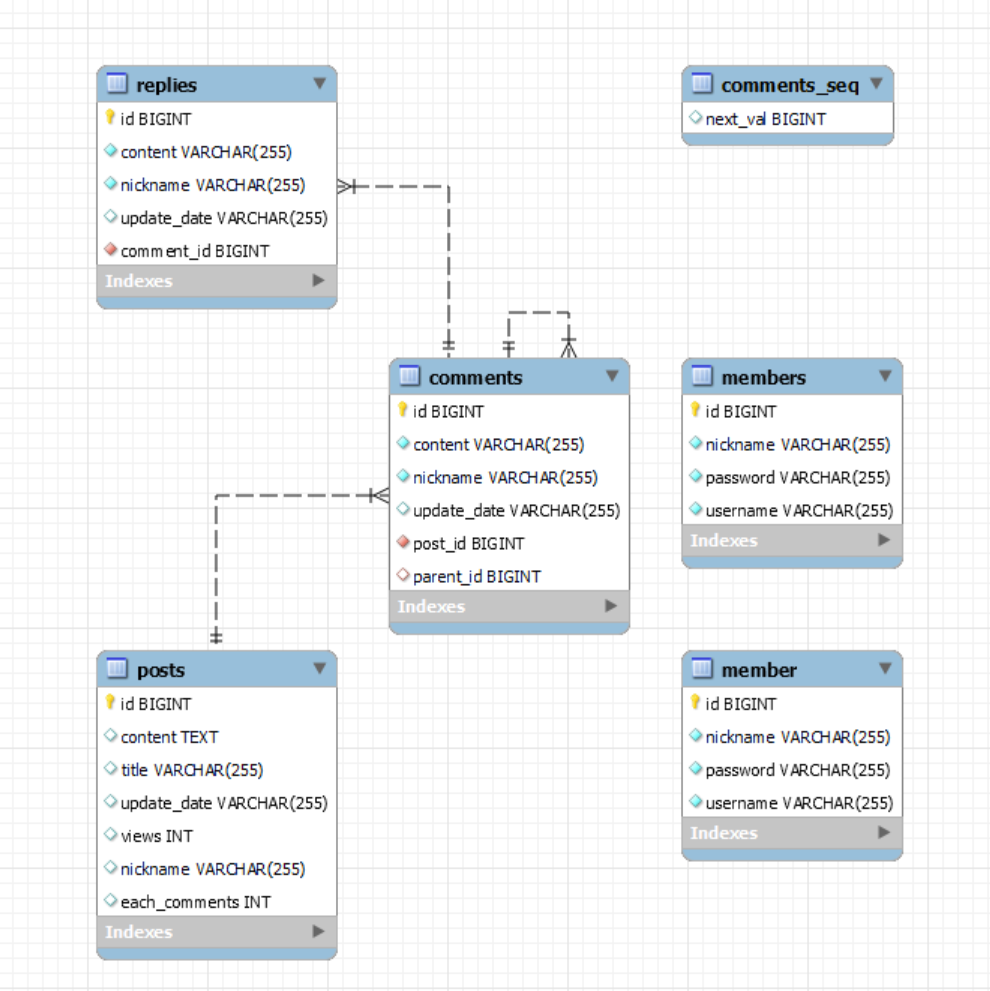 replies
id BIGINT
content VARCHAR(255)
nickname VARCHAR(255)
update_date VARCHAR(255)
comment_id BIGINT
Indexes
comments_seq
next_val BIGINT
comments
id BIGINT
content VARCHAR(255)
nickname VARCHAR(255)
update_date VARCHAR(255)
post_id BIGINT
parent_id BIGINT
Indexes
members
id BIGINT
nickname VARCHAR(255)
password VARCHAR(255)
username VARCHAR(255)
Indexes
posts
id BIGINT
content TEXT
title VARCHAR(255)
update_date VARCHAR(255)
views INT
nickname VARCHAR(255)
each_comments INT
Indexes
member
id BIGINT
nickname VARCHAR(255)
password VARCHAR(255)
username VARCHAR(255)
Indexes